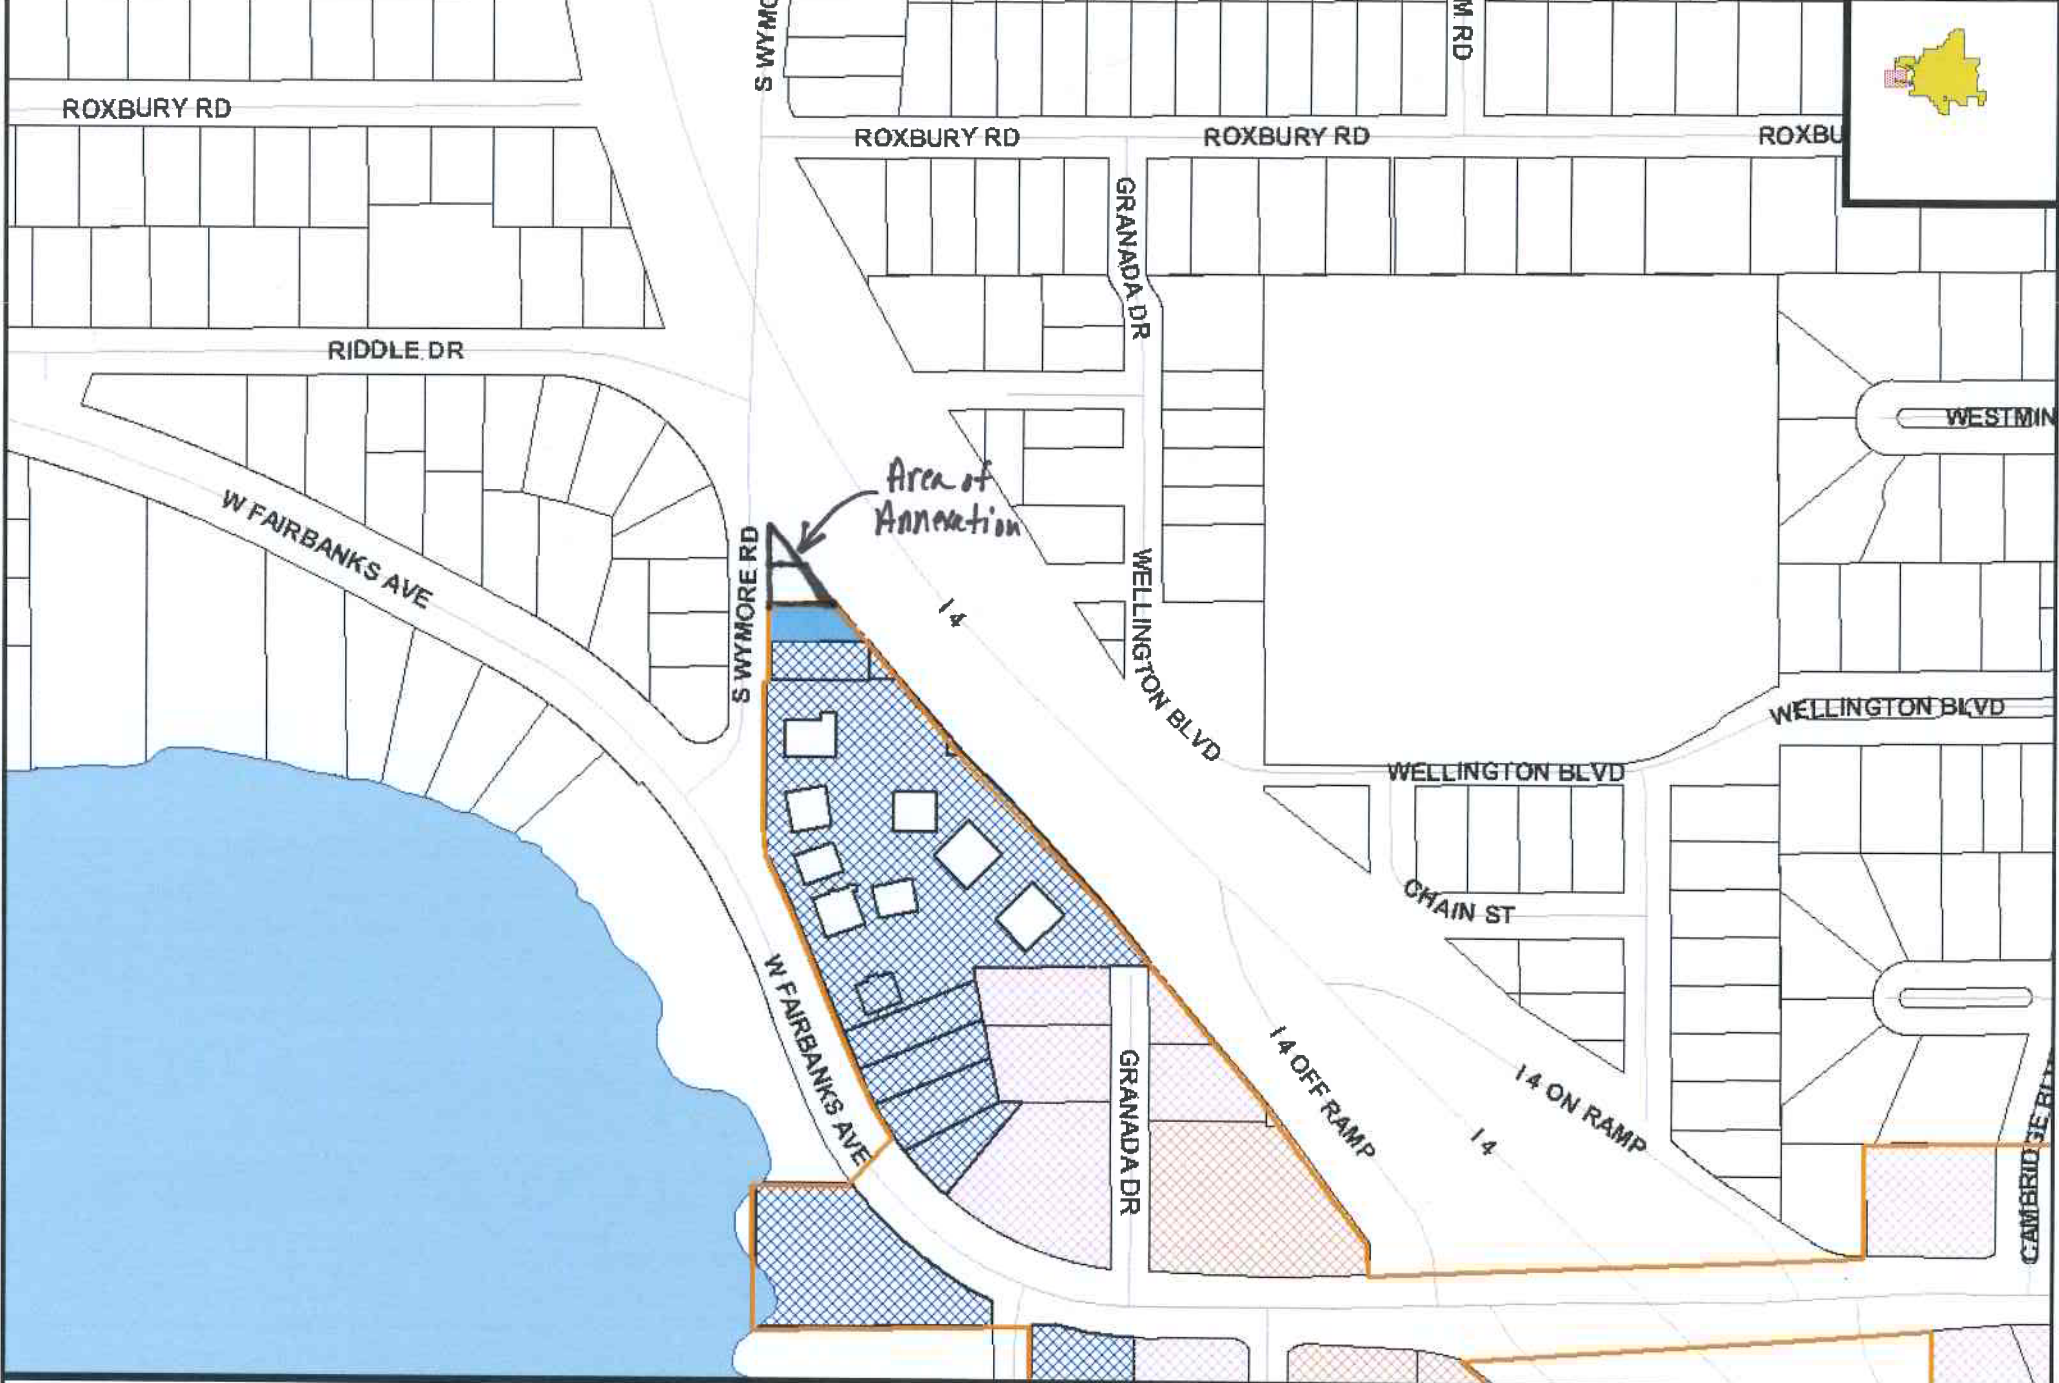 S WYMO
M RD
ROXBURY RD
ROXBURY RD
ROXBURY RD
ROXBU
GRANADA DR
RIDDLE DR
WESTMIN
Area of
Annexation
W FAIRBANKS AVE
S WYMORE RD
I 4
WELLINGTON BLVD
WELLINGTON BLVD
WELLINGTON BLVD
CHAIN ST
W FAIRBANKS AVE
GRANADA DR
I 4 OFF RAMP
I 4 ON RAMP
I 4
CAMBRIDGE BLVD